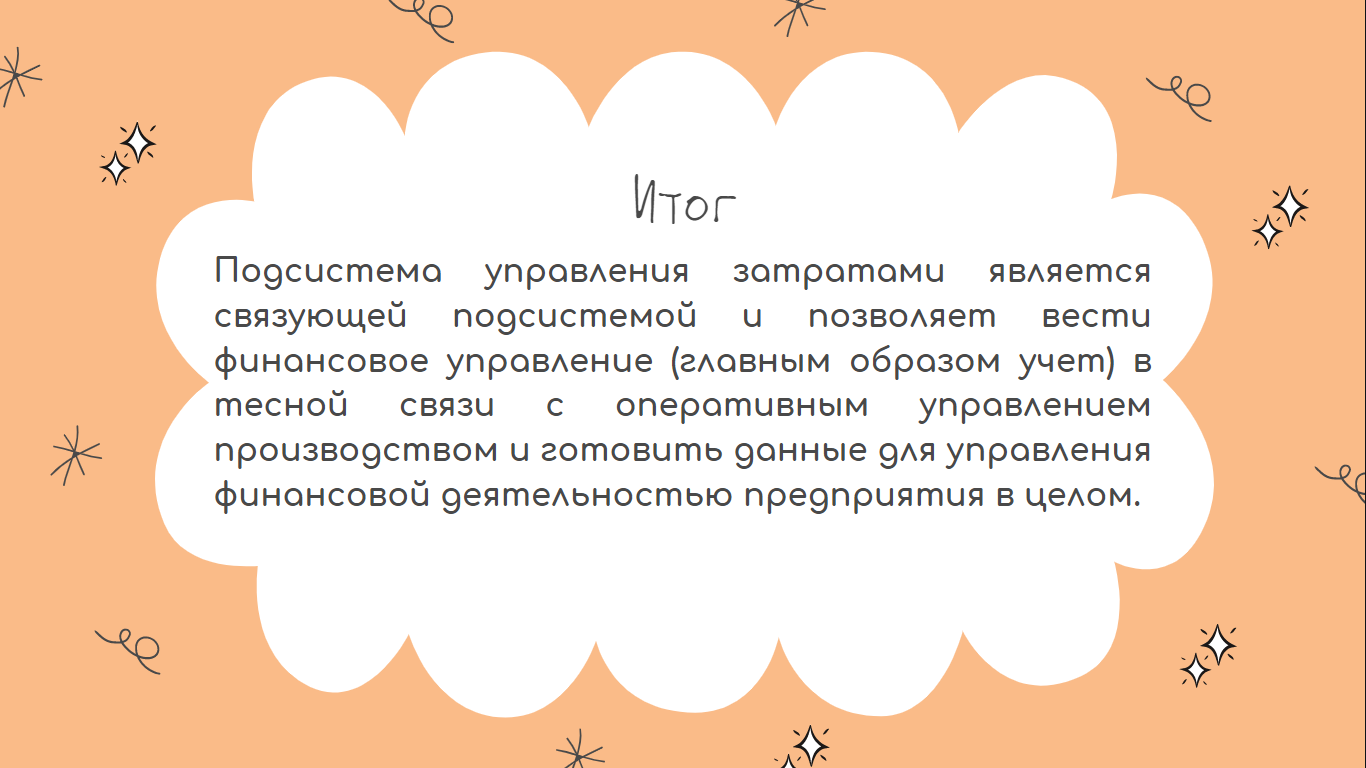 Итог
Подсистема управления затратами является
связующей подсистемой и позволяет вести
финансовое управление (главным образом учет) в
тесной связи с оперативным управлением
производством и готовить данные для управления
финансовой деятельностью предприятия в целом.